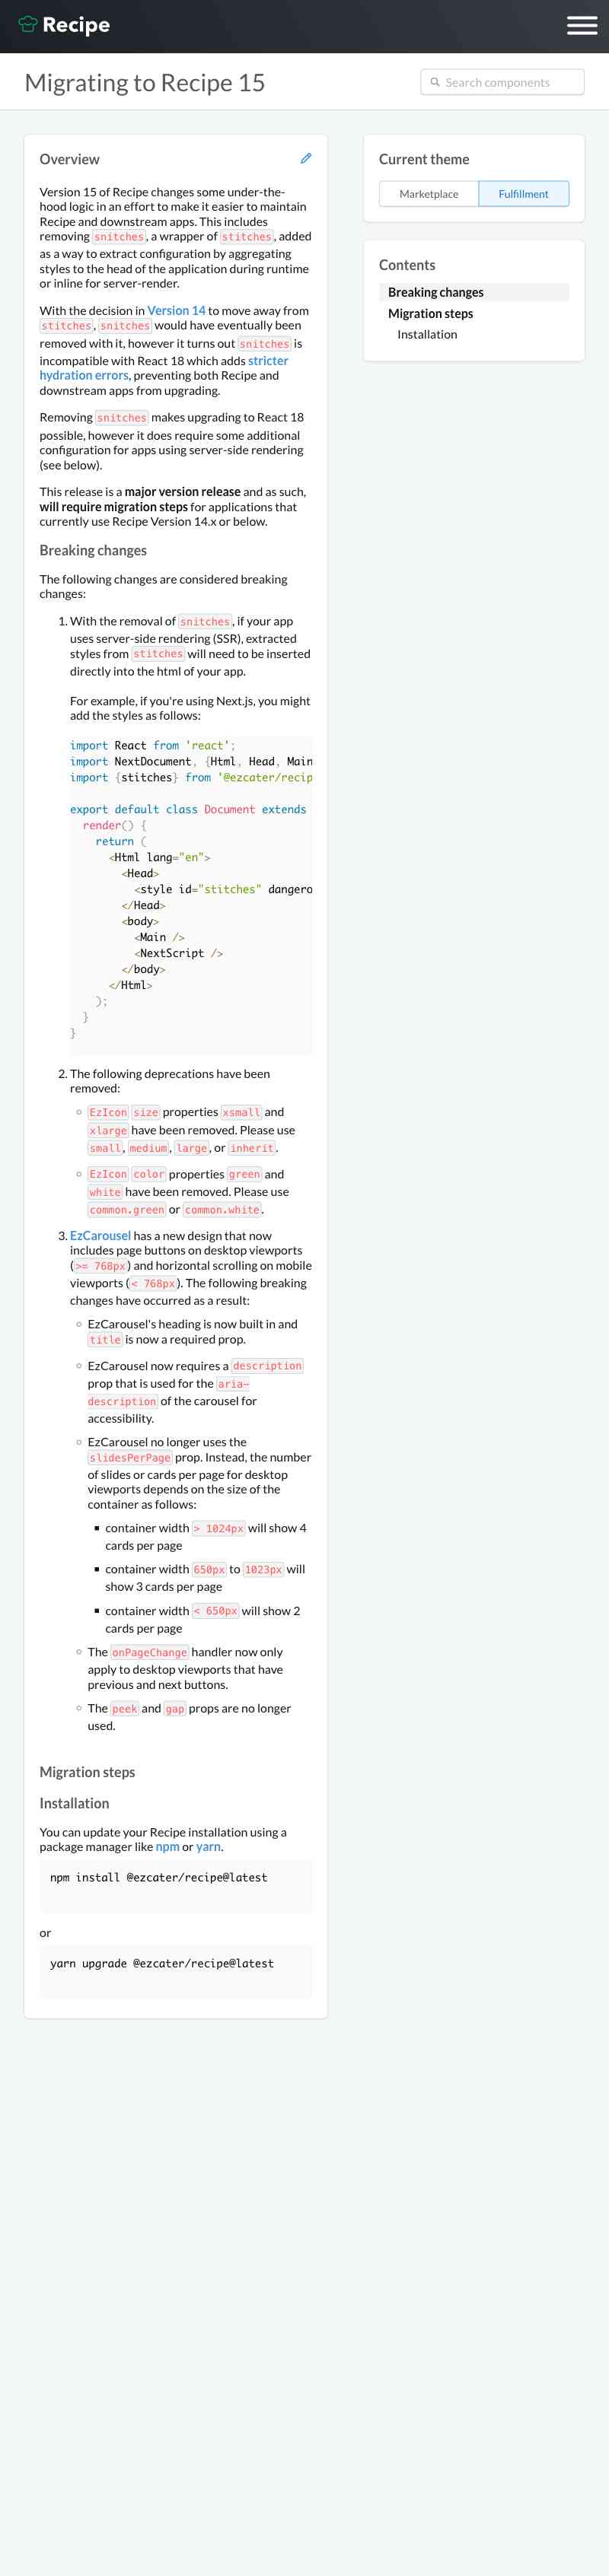 Recipe
Migrating to Recipe 15
Search components
Overview
Version 15 of Recipe changes some under-the-
hood logic in an effort to make it easier to maintain
Recipe and downstream apps. This includes
removing snitches, a wrapper of stitches, added
as a way to extract configuration by aggregating
styles to the head of the application during runtime
or inline for server-render.
With the decision in Version 14 to move away from
stitches, snitches would have eventually been
removed with it, however it turns out snitches is
incompatible with React 18 which adds stricter
hydration errors, preventing both Recipe and
downstream apps from upgrading.
Removing snitches makes upgrading to React 18
possible, however it does require some additional
configuration for apps using server-side rendering
(see below).
This release is a major version release and as such,
will require migration steps for applications that
currently use Recipe Version 14.x or below.
Breaking changes
The following changes are considered breaking
changes:
1. With the removal of snitches, if your app
uses server-side rendering (SSR), extracted
styles from stitches will need to be inserted
directly into the html of your app.
For example, if you're using Next.js, you might
add the styles as follows:
import React from 'react';
import NextDocument, {Html, Head, Main
import {stitches} from '@ezcater/recip
export default class Document extends
render() {
return (
<Html lang="en">
<Head>
<style id="stitches" dangero
</Head>
<body>
<Main />
<NextScript />
</body>
</Html>
);
}
}
2. The following deprecations have been
removed:
EzIcon size properties xsmall and
xlarge have been removed. Please use
small, medium, large, or inherit.
EzIcon color properties green and
white have been removed. Please use
common.green or common.white.
3. EzCarousel has a new design that now
includes page buttons on desktop viewports
(>= 768px) and horizontal scrolling on mobile
viewports (< 768px). The following breaking
changes have occurred as a result:
EzCarousel's heading is now built in and
title is now a required prop.
EzCarousel now requires a description
prop that is used for the aria-
description of the carousel for
accessibility.
EzCarousel no longer uses the
slidesPerPage prop. Instead, the number
of slides or cards per page for desktop
viewports depends on the size of the
container as follows:
container width > 1024px will show 4
cards per page
container width 650px to 1023px will
show 3 cards per page
container width < 650px will show 2
cards per page
The onPageChange handler now only
apply to desktop viewports that have
previous and next buttons.
The peek and gap props are no longer
used.
Migration steps
Installation
You can update your Recipe installation using a
package manager like npm or yarn.
npm install @ezcater/recipe@latest
or
yarn upgrade @ezcater/recipe@latest
Current theme
Marketplace
Fulfillment
Contents
Breaking changes
Migration steps
Installation